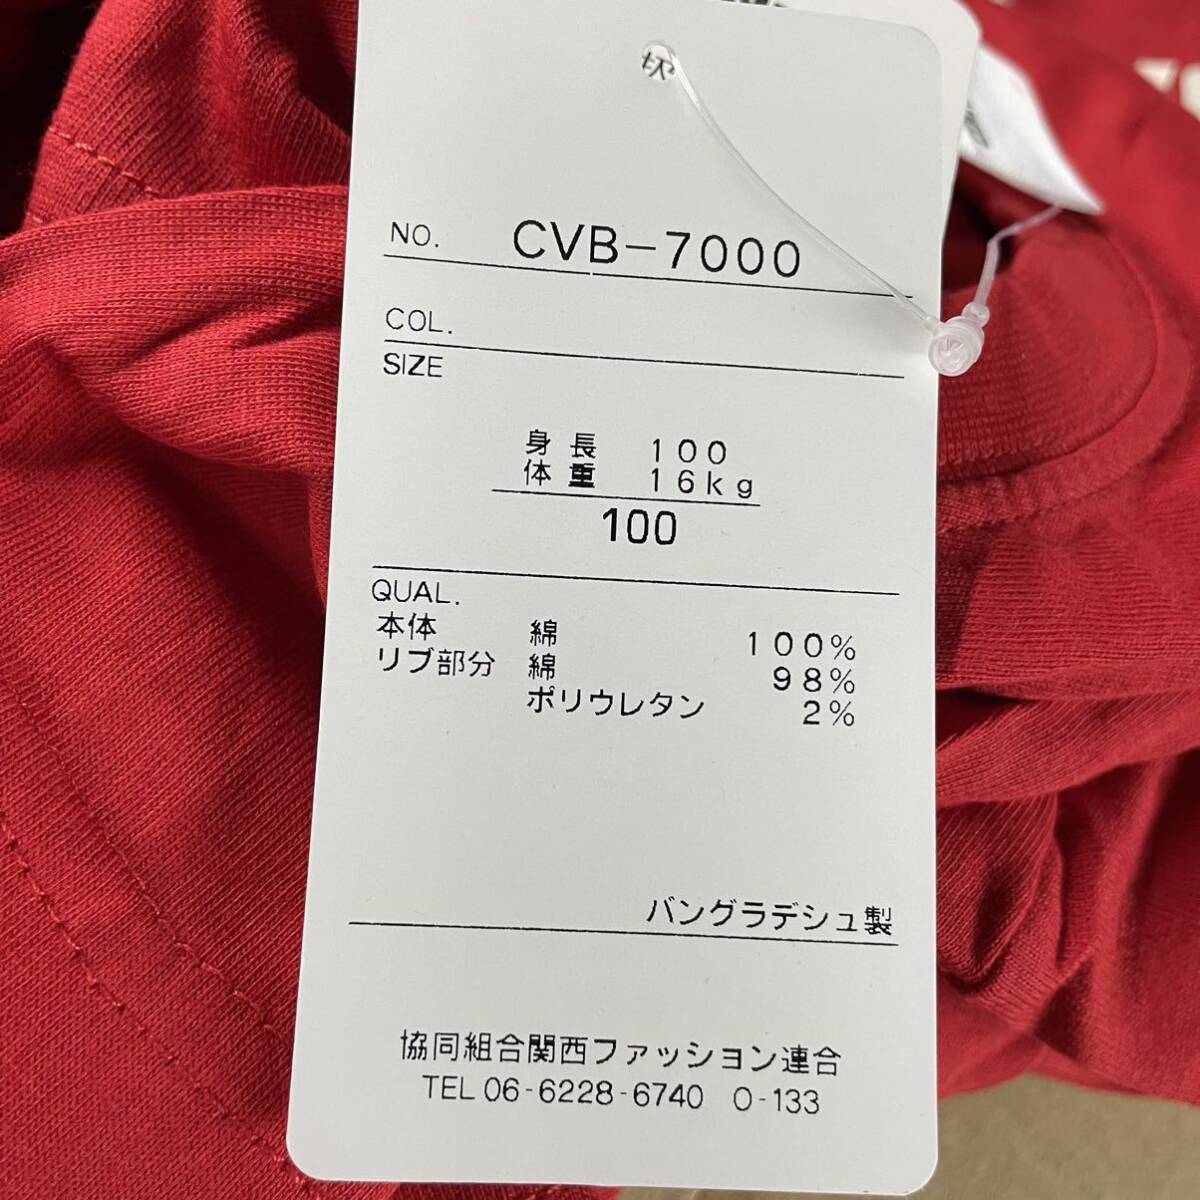 NO. CVB-7000
COL.
SIZE
身長 100
体重 16kg
100
QUAL.
本体 綿 100%
リブ部分 綿 98%
ポリウレタン 2%
バングラデシュ製
協同組合関西ファッション連合
TEL 06-6228-6740 O-133